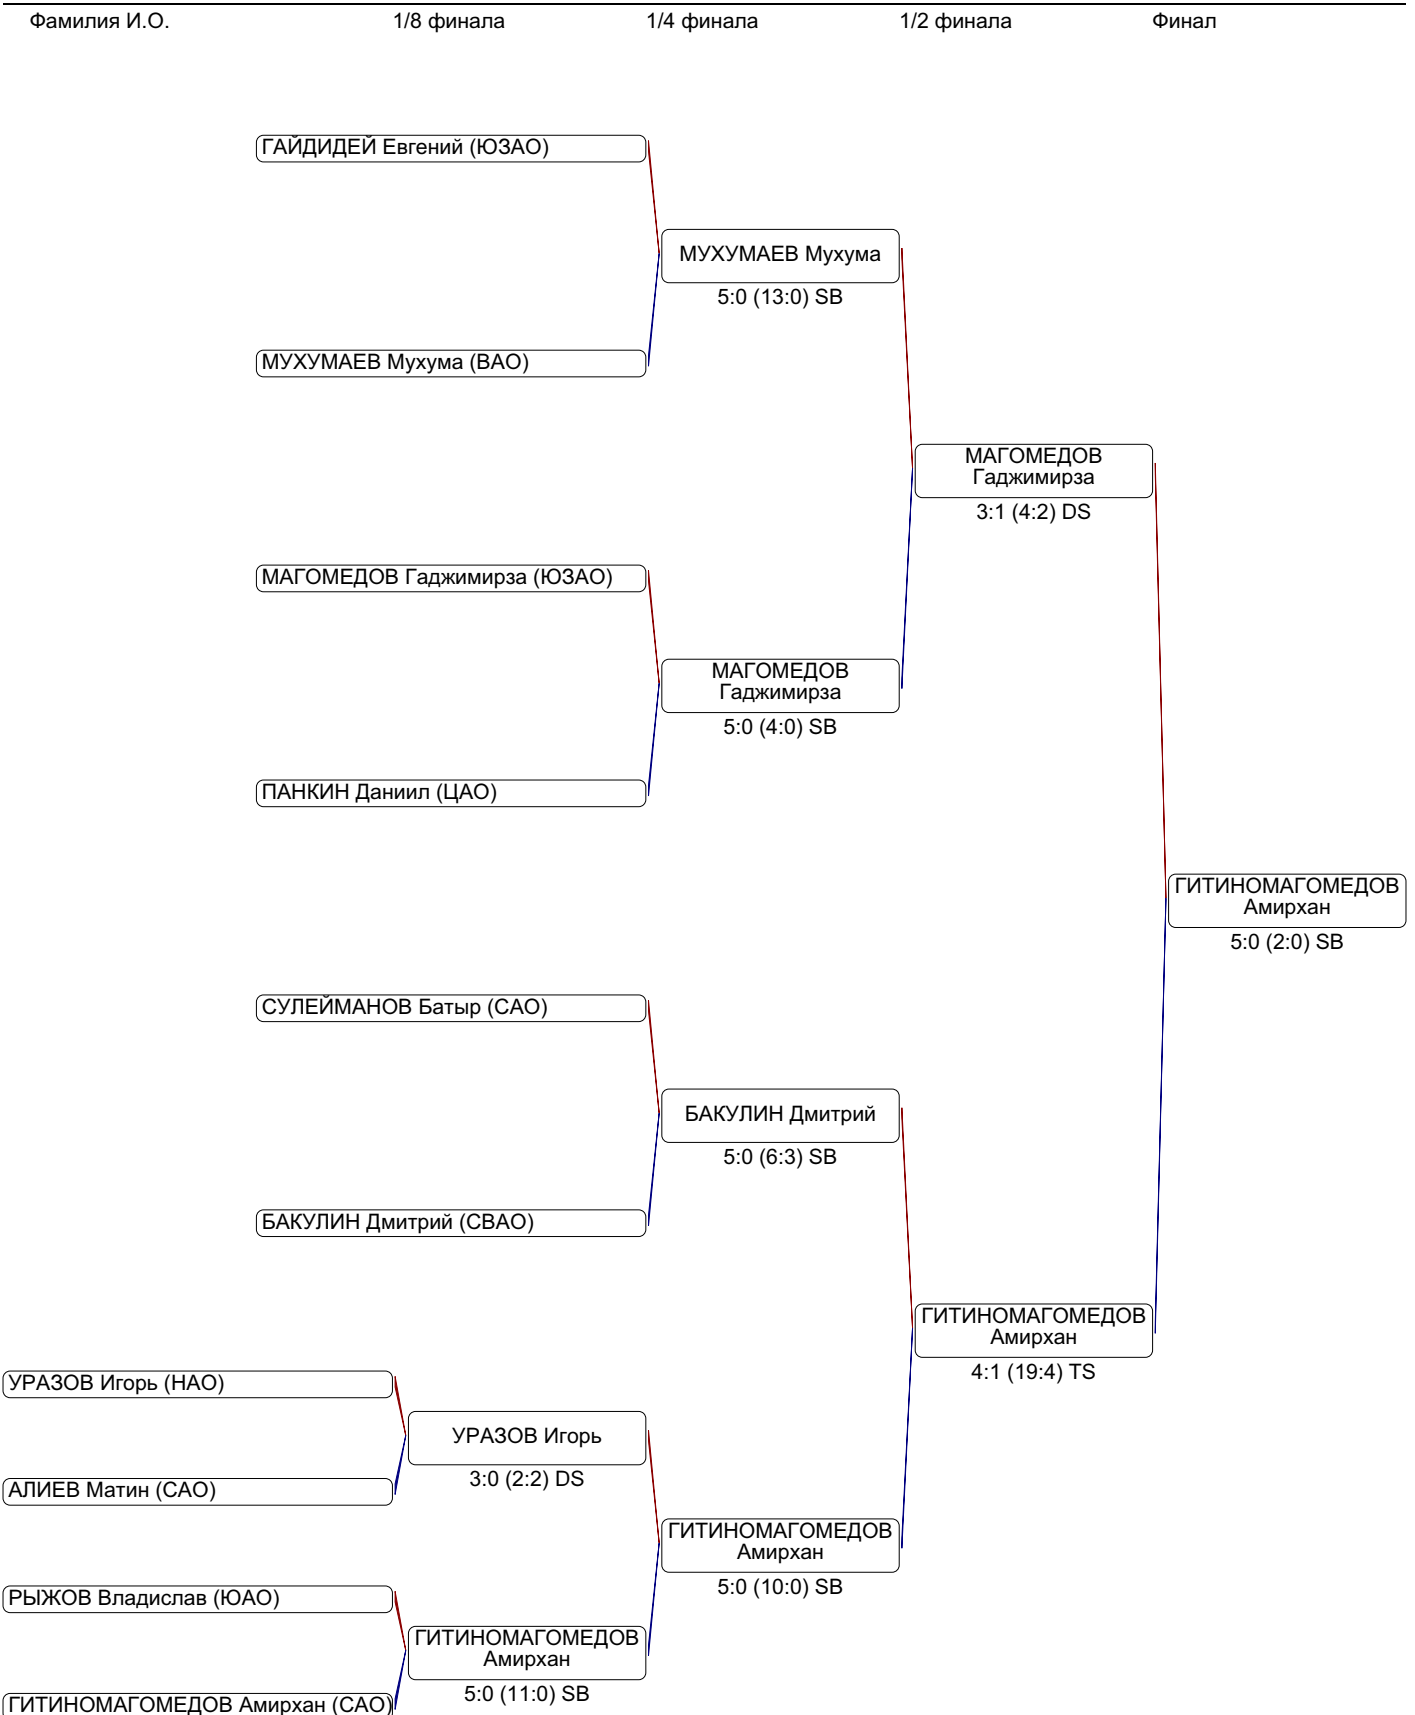 Фамилия И.О. 1/8 финала 1/4 финала 1/2 финала Финал
ГАЙДИДЕЙ Евгений (ЮЗАО)
МУХУМАЕВ Мухума
5:0 (13:0) SB
МУХУМАЕВ Мухума (ВАО)
МАГОМЕДОВ
Гаджимирза
3:1 (4:2) DS
МАГОМЕДОВ Гаджимирза (ЮЗАО)
МАГОМЕДОВ
Гаджимирза
5:0 (4:0) SB
ПАНКИН Даниил (ЦАО)
ГИТИНОМАГОМЕДОВ
Амирхан
5:0 (2:0) SB
СУЛЕЙМАНОВ Батыр (САО)
БАКУЛИН Дмитрий
5:0 (6:3) SB
БАКУЛИН Дмитрий (СВАО)
ГИТИНОМАГОМЕДОВ
Амирхан
4:1 (19:4) TS
УРАЗОВ Игорь (НАО)
УРАЗОВ Игорь
3:0 (2:2) DS
АЛИЕВ Матин (САО)
ГИТИНОМАГОМЕДОВ
Амирхан
5:0 (10:0) SB
РЫЖОВ Владислав (ЮАО)
ГИТИНОМАГОМЕДОВ
Амирхан
5:0 (11:0) SB
ГИТИНОМАГОМЕДОВ Амирхан (САО)